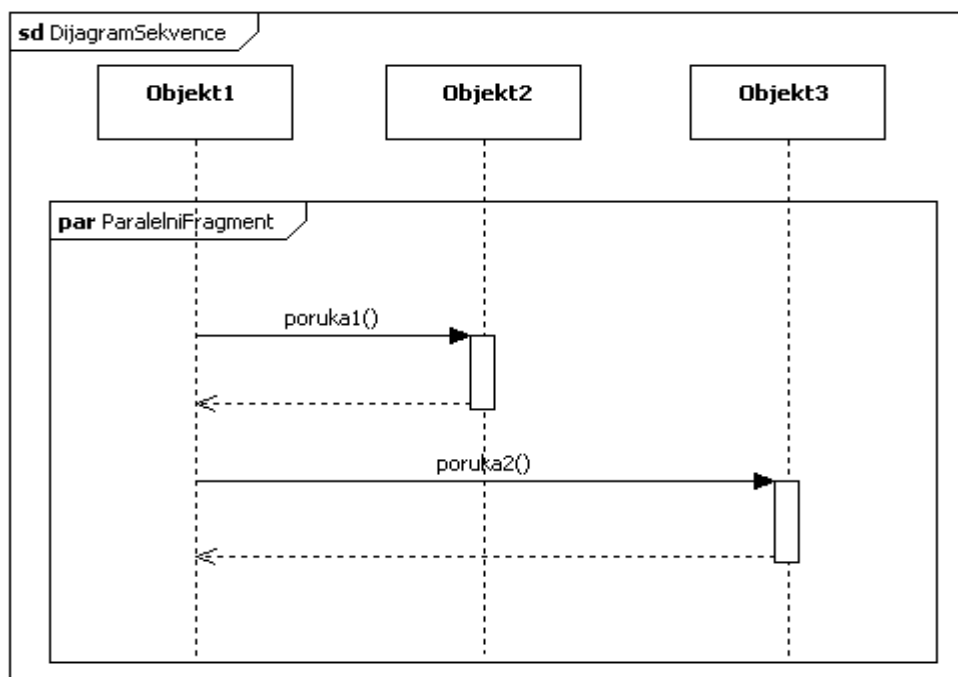 sd DijagramSekvence
Objekt1
Objekt2
Objekt3
par ParalelniFragment
poruka1()
poruka2()